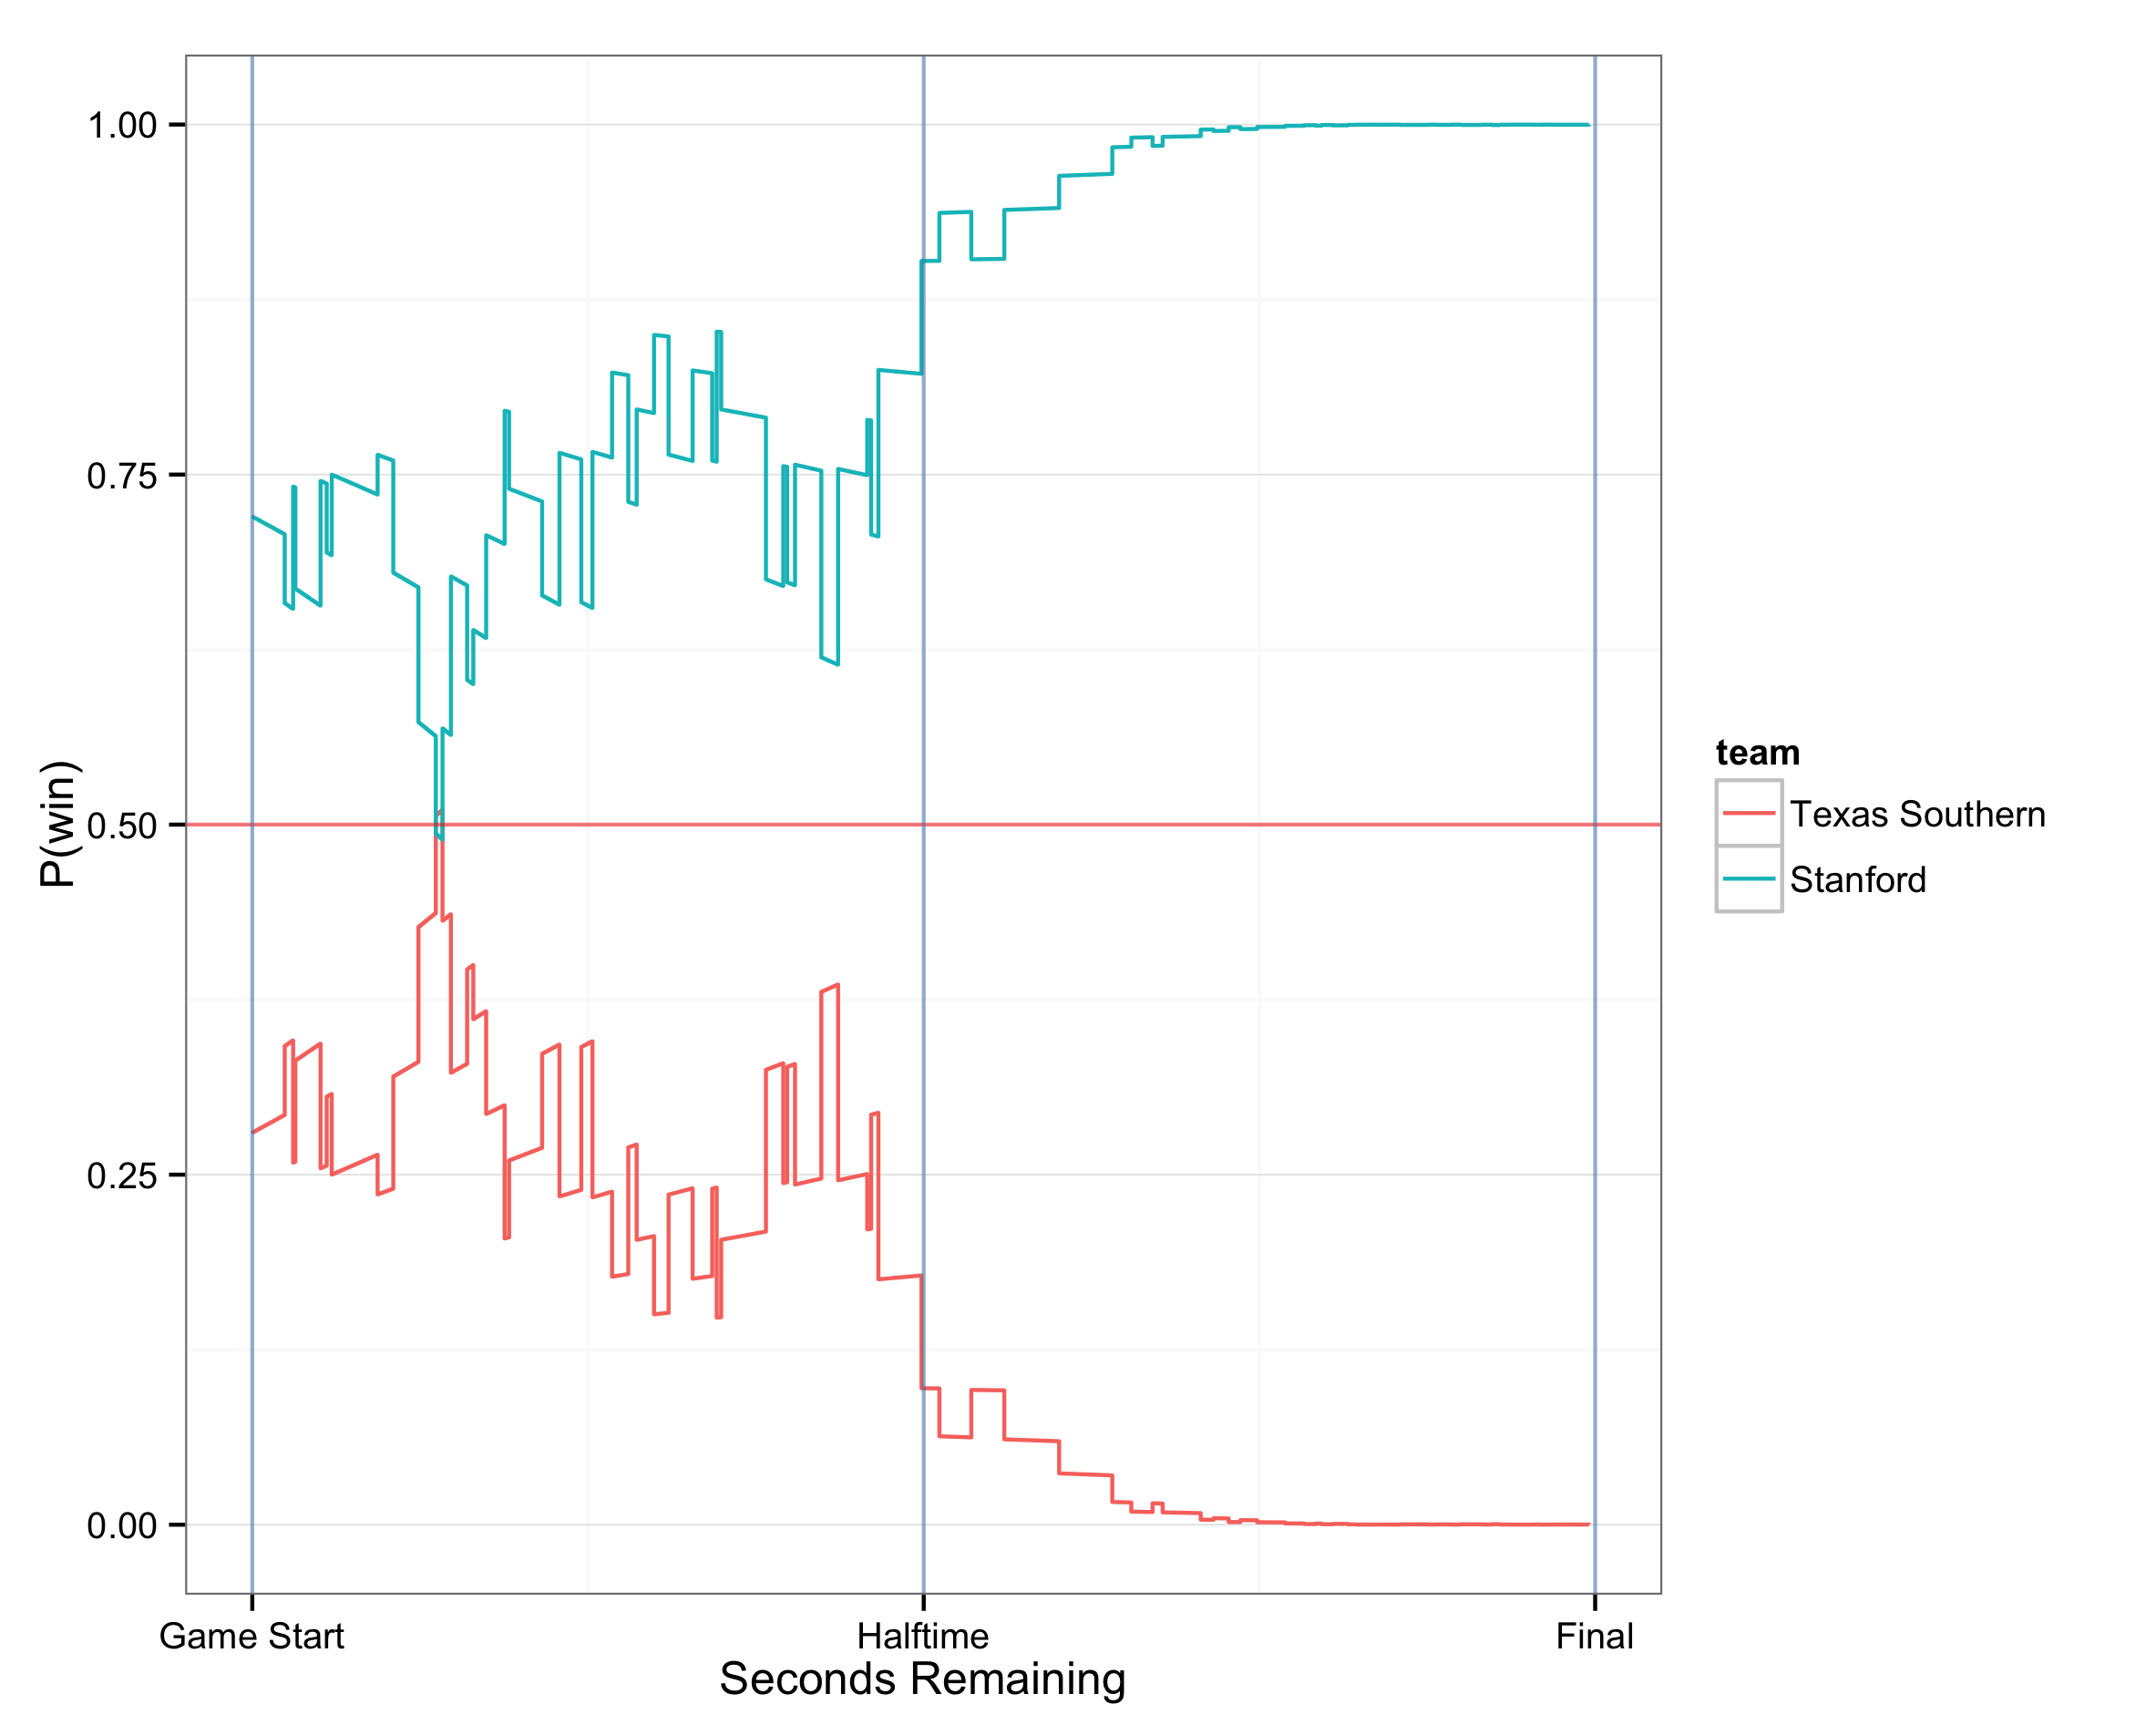 1.00
0.75
0.50
0.25
0.00
P(win)
Game Start
Halftime
Final
Seconds Remaining
team
Texas Southern
Stanford